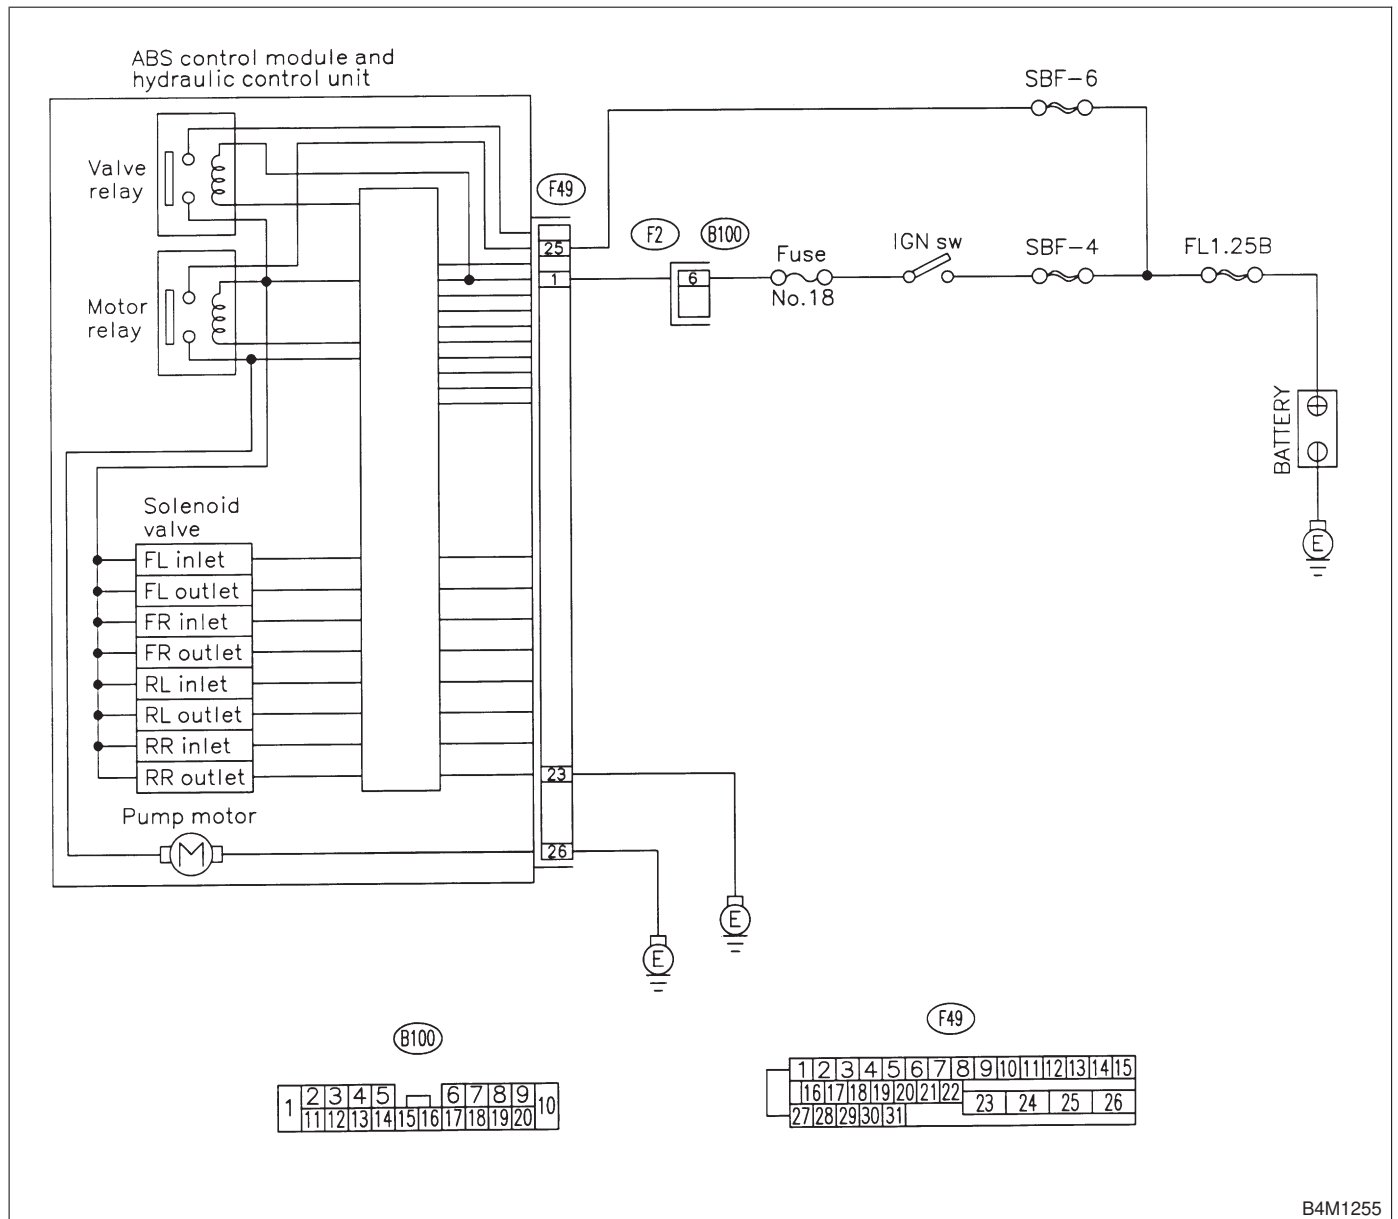 ABS control module and
hydraulic control unit
SBF-6
Valve
relay
F49
25
F2
B100
Fuse
No.18
IGN sw
SBF-4
FL1.25B
1
6
Motor
relay
BATTERY
E
Solenoid
valve
FL inlet
FL outlet
FR inlet
FR outlet
RL inlet
RL outlet
RR inlet
RR outlet
23
Pump motor
M
26
E
E
B100
1 2 3 4 5 6 7 8 9 10
11 12 13 14 15 16 17 18 19 20
F49
1 2 3 4 5 6 7 8 9 10 11 12 13 14 15
16 17 18 19 20 21 22 23 24 25 26
27 28 29 30 31
B4M1255